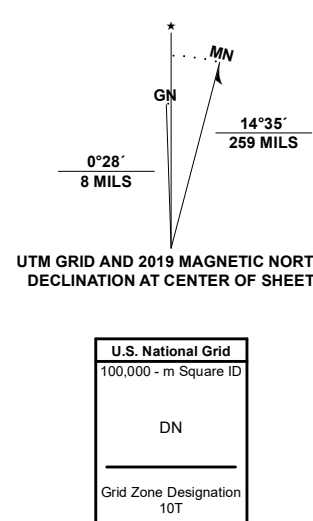 ★
MN
GN
14°35´
259 MILS
0°28´
8 MILS
UTM GRID AND 2019 MAGNETIC NORT
DECLINATION AT CENTER OF SHEET
U.S. National Grid
100,000 - m Square ID
DN
Grid Zone Designation
10T